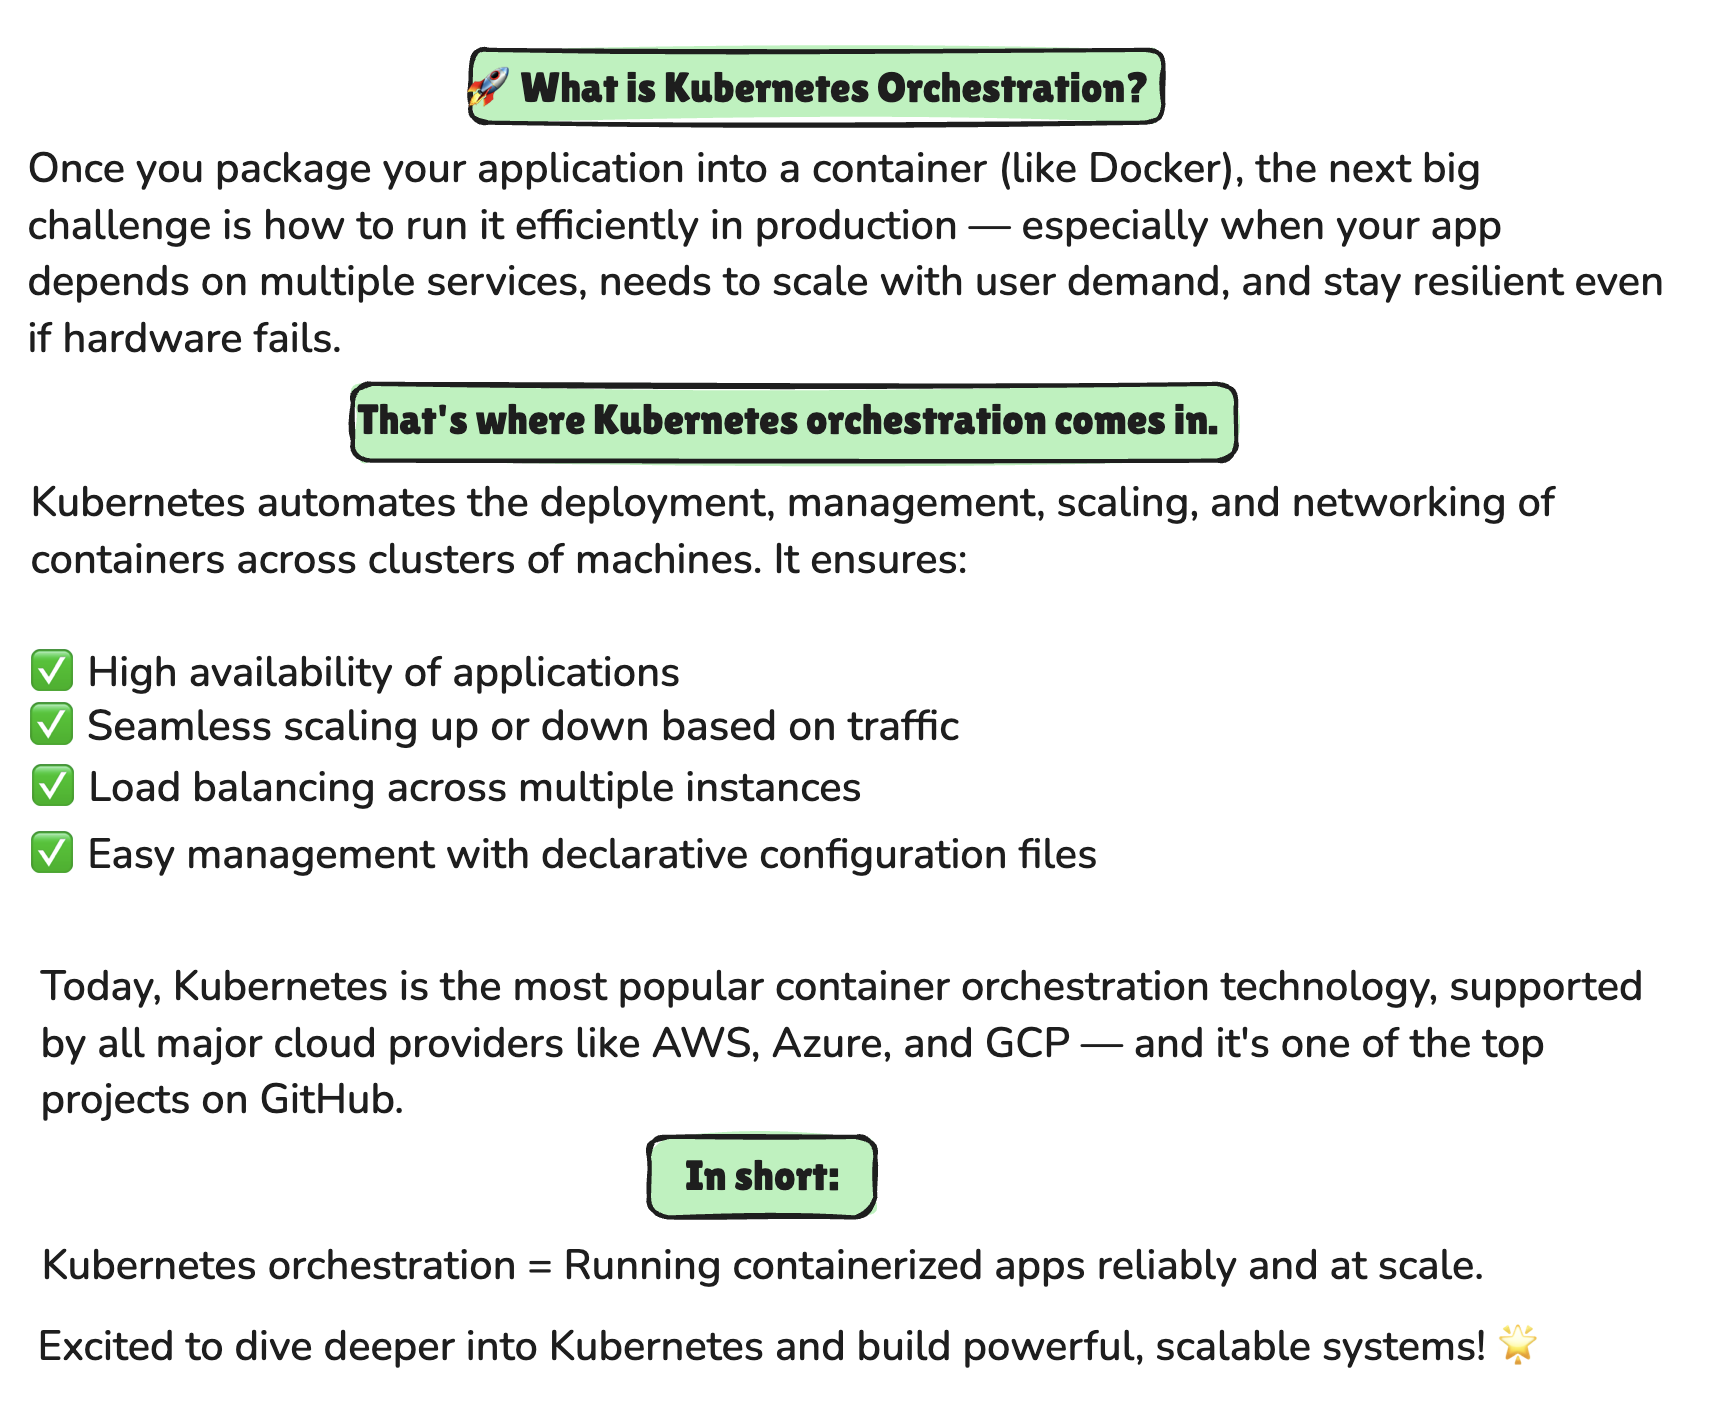 🚀 What is Kubernetes Orchestration?
Once you package your application into a container (like Docker), the next big
challenge is how to run it efficiently in production — especially when your app
depends on multiple services, needs to scale with user demand, and stay resilient even
if hardware fails.
That's where Kubernetes orchestration comes in.
Kubernetes automates the deployment, management, scaling, and networking of
containers across clusters of machines. It ensures:
✅ High availability of applications
✅ Seamless scaling up or down based on traffic
✅ Load balancing across multiple instances
✅ Easy management with declarative configuration files
Today, Kubernetes is the most popular container orchestration technology, supported
by all major cloud providers like AWS, Azure, and GCP — and it's one of the top
projects on GitHub.
In short:
Kubernetes orchestration = Running containerized apps reliably and at scale.
Excited to dive deeper into Kubernetes and build powerful, scalable systems! 🌟